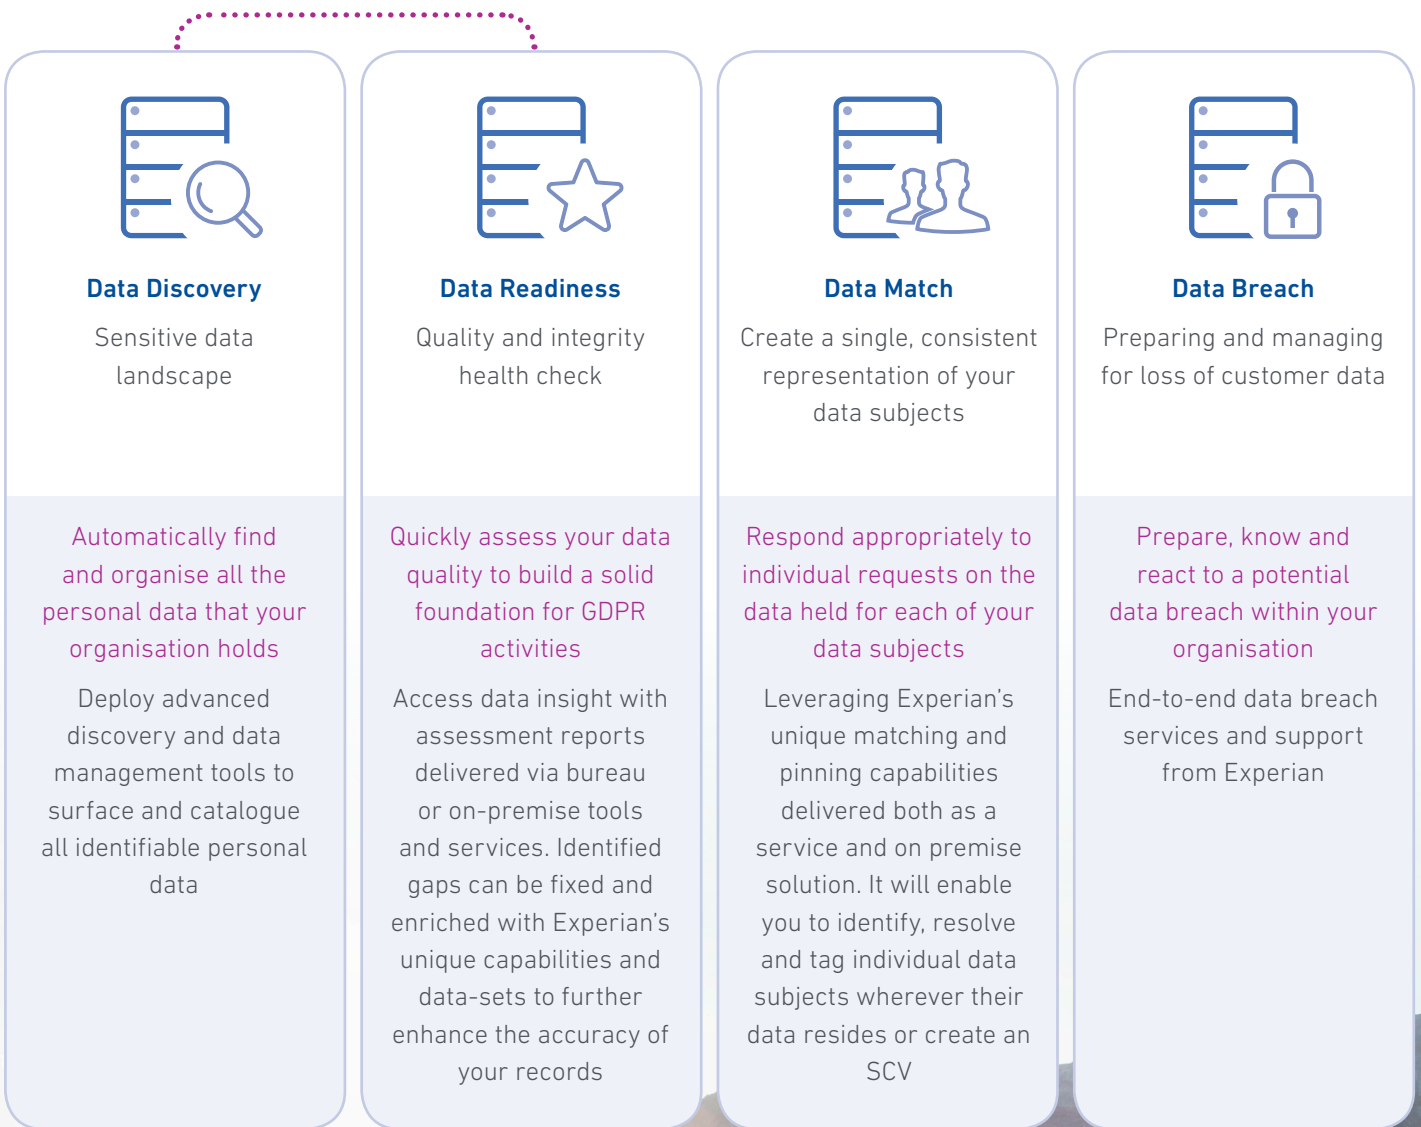 Data Discovery
Sensitive data
landscape
Automatically find
and organise all the
personal data that your
organisation holds
Deploy advanced
discovery and data
management tools to
surface and catalogue
all identifiable personal
data
Data Readiness
Quality and integrity
health check
Quickly assess your data
quality to build a solid
foundation for GDPR
activities
Access data insight with
assessment reports
delivered via bureau
or on-premise tools
and services. Identified
gaps can be fixed and
enriched with Experian’s
unique capabilities and
data-sets to further
enhance the accuracy of
your records
Data Match
Create a single, consistent
representation of your
data subjects
Respond appropriately to
individual requests on the
data held for each of your
data subjects
Leveraging Experian’s
unique matching and
pinning capabilities
delivered both as a
service and on premise
solution. It will enable
you to identify, resolve
and tag individual data
subjects wherever their
data resides or create an
SCV
Data Breach
Preparing and managing
for loss of customer data
Prepare, know and
react to a potential
data breach within your
organisation
End-to-end data breach
services and support
from Experian